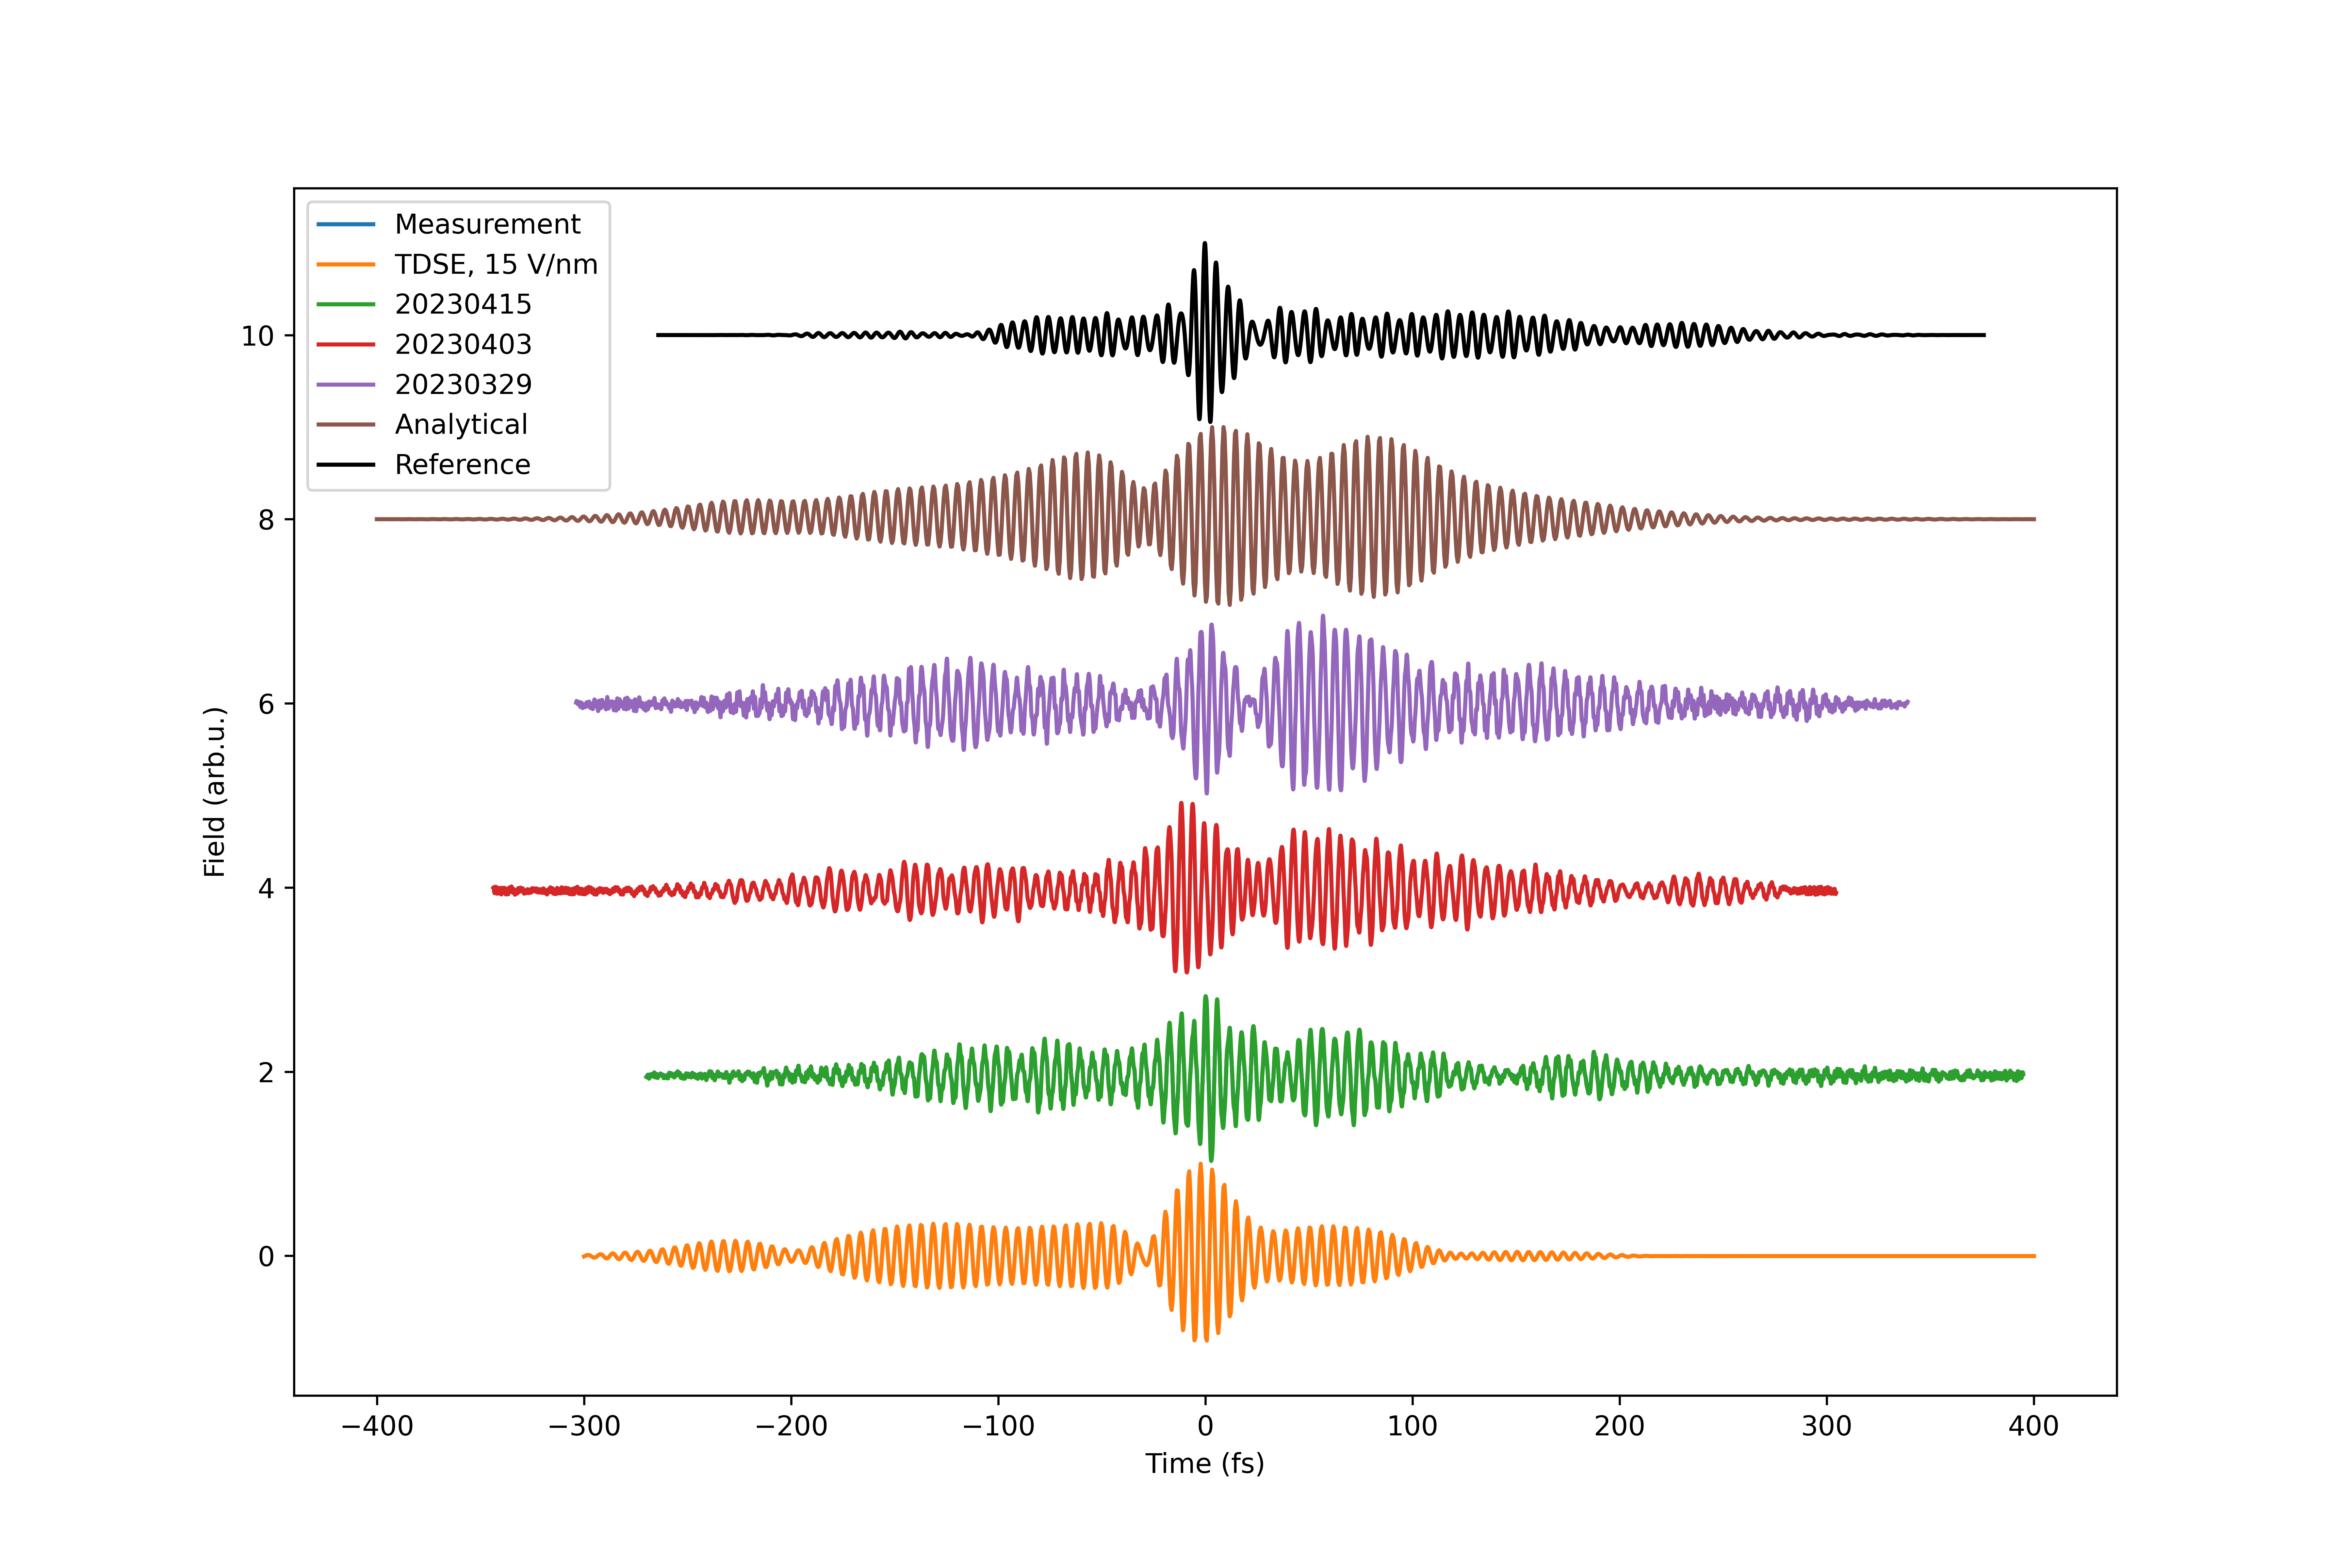 Measurement
TDSE, 15 V/nm
20230415
20230403
20230329
Analytical
Reference
10
8
6
4
2
0
Field (arb.u.)
−400 −300 −200 −100 0 100 200 300 400
Time (fs)